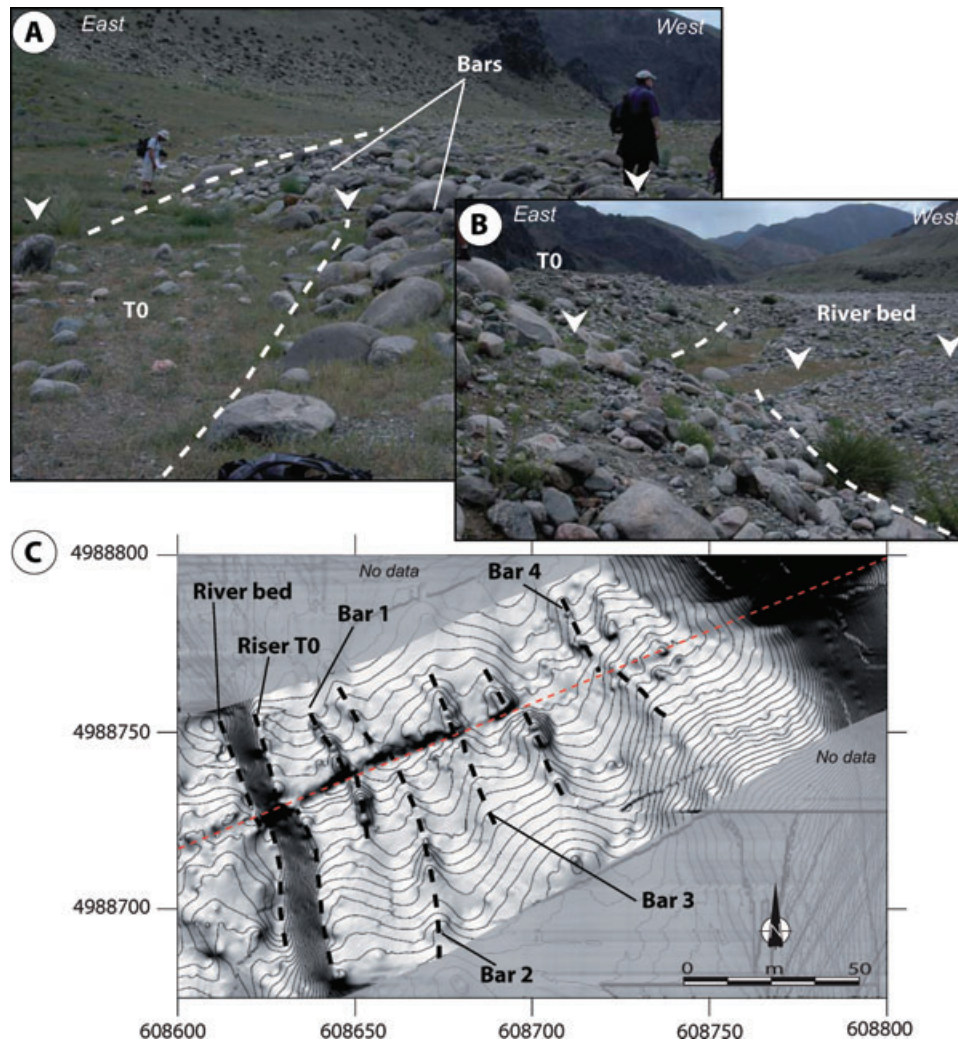 A
East
West
Bars
T0
B
East
West
T0
River bed
C
4988800
No data
Bar 4
River bed
Bar 1
Riser T0
4988750
No data
Bar 3
4988700
N
Bar 2
0 m 50
608600 608650 608700 608750 608800